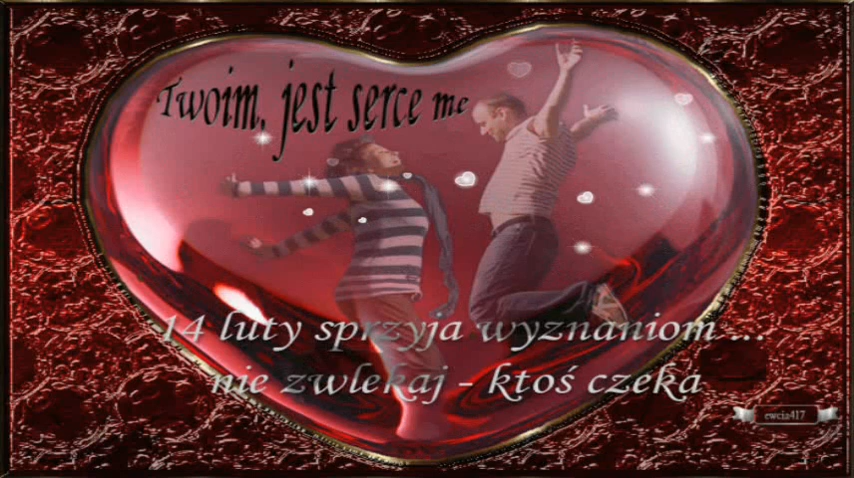 Twoim, jest serce me
14 luty sprzyja wyznaniom ...
nie zwlekaj - ktoś czeka
ewcia417